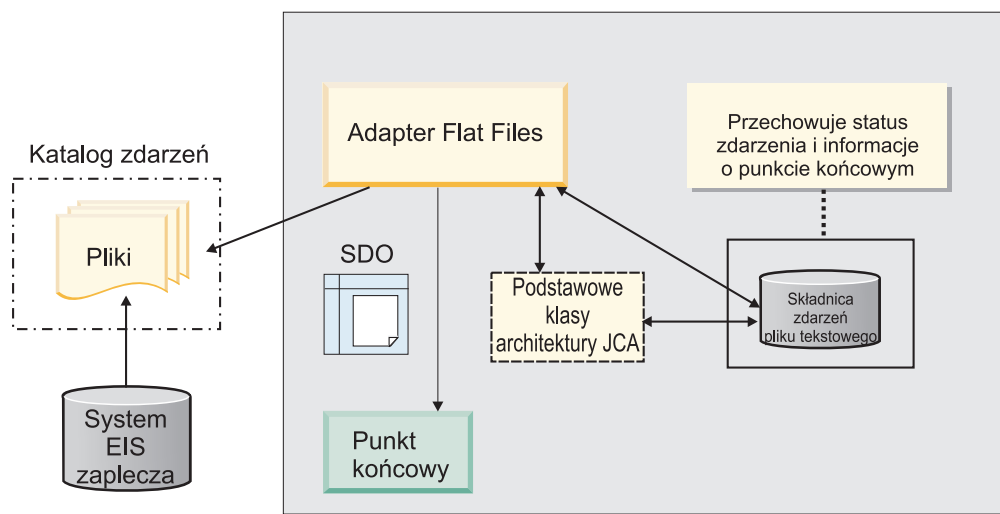 Katalog zdarzeń
Pliki
System
EIS
zaplecza
Adapter Flat Files
SDO
Punkt
końcowy
Podstawowe
klasy
architektury JCA
Przechowuje status
zdarzenia i informacje
o punkcie końcowym
Składnica
zdarzeń
pliku tekstowego